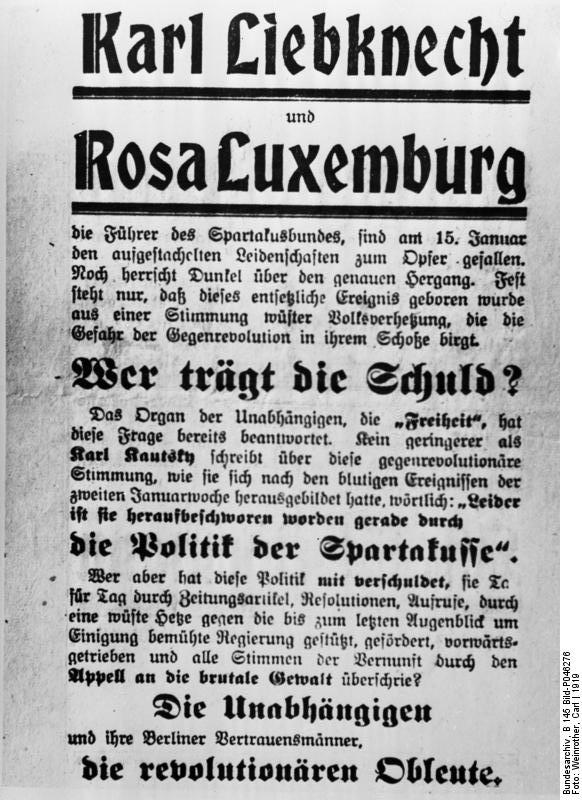 Karl Liebknecht
und
Rosa Luxemburg
die Führer des Spartakusbundes, sind am 15. Januar
den aufgestachelten Leidenschaften zum Opfer gefallen.
Noch herrscht Dunkel über den genauen Hergang. Fest
steht nur, daß dieses entsetzliche Ereignis geboren wurde
aus einer Stimmung wüster Volksverhetzung, die die
Gefahr der Gegenrevolution in ihrem Schoße birgt.
Wer trägt die Schuld?
Das Organ der Unabhängigen, die „Freiheit“, hat
diese Frage bereits beantwortet. Kein geringerer als
Karl Kautsky schreibt über diese gegenrevolutionäre
Stimmung, wie sie sich nach den blutigen Ereignissen der
zweiten Januarwoche herausgebildet hatte, wörtlich: „Leider
ist sie heraufbeschworen worden gerade durch
die Politik der Spartakusse“.
Wer aber hat diese Politik mit verschuldet, sie Ta
für Tag durch Zeitungsartikel, Resolutionen, Aufrufe, durch
eine wüste Hetze gegen die bis zum letzten Augenblick um
Einigung bemühte Regierung gestützt, gefördert, vorwärts-
getrieben und alle Stimmen der Vernunft durch den
Appell an die brutale Gewalt überschrie?
Die Unabhängigen
und ihre Berliner Vertrauensmänner,
die revolutionären Obleute.
Bundesarchiv, B 145 Bild-P046276
Foto: Weinrother, Carl | 1919